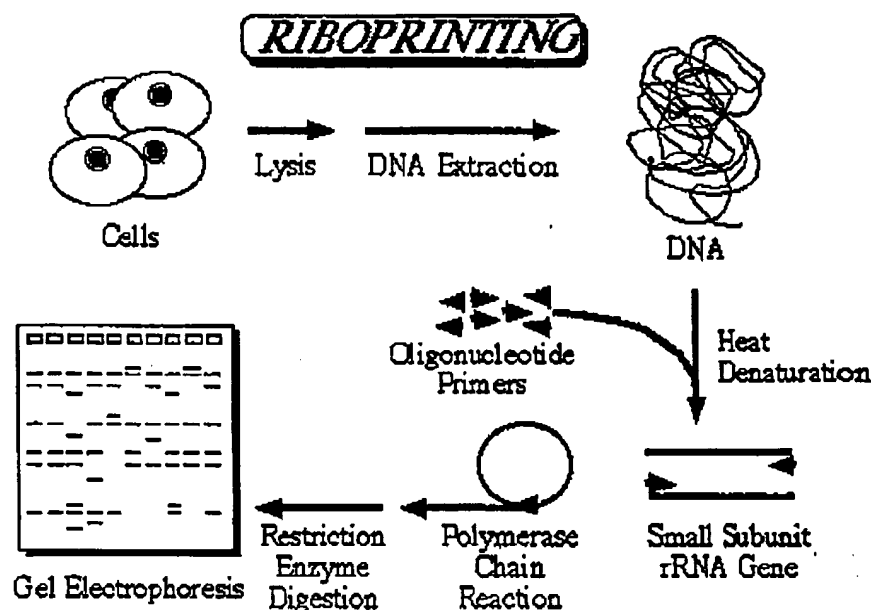 RIBOPRINTING
Lysis
DNA Extraction
Cells
DNA
Oligonucleotide
Primers
Heat
Denaturation
Small Subunit
rRNA Gene
Polymerase
Chain
Reaction
Restriction
Enzyme
Digestion
Gel Electrophoresis